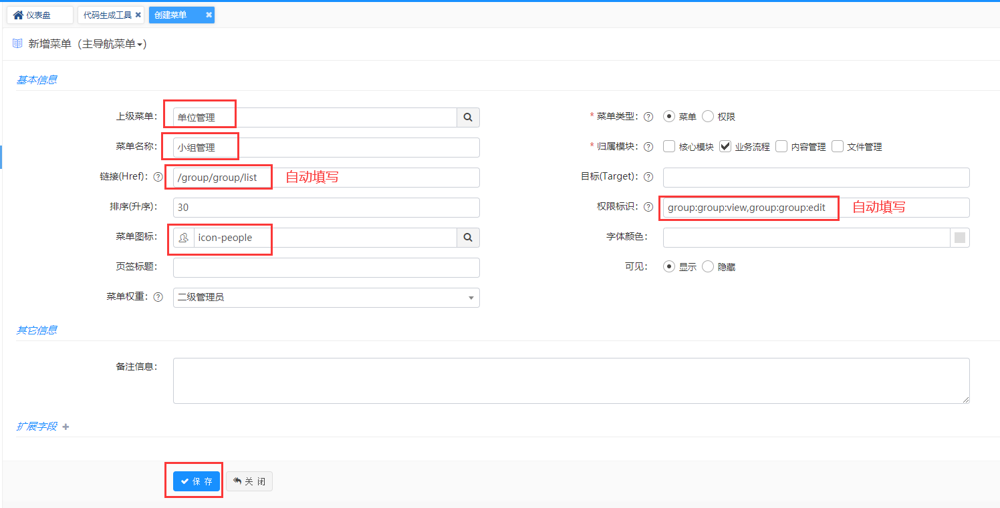 仪表盘 代码生成工具 创建菜单
新增菜单（主导航菜单）
基本信息
上级菜单： 单位管理 * 菜单类型： 菜单 权限
菜单名称： 小组管理 * 归属模块： 核心模块 业务流程 内容管理 文件管理
链接(Href)： /group/group/list 自动填写 目标(Target)：
排序(升序)： 30 权限标识： group:group:view,group:group:edit 自动填写
菜单图标： icon-people 字体颜色：
页签标题： 可见： 显示 隐藏
菜单权重： 二级管理员
其它信息
备注信息：
扩展字段
保 存 关 闭